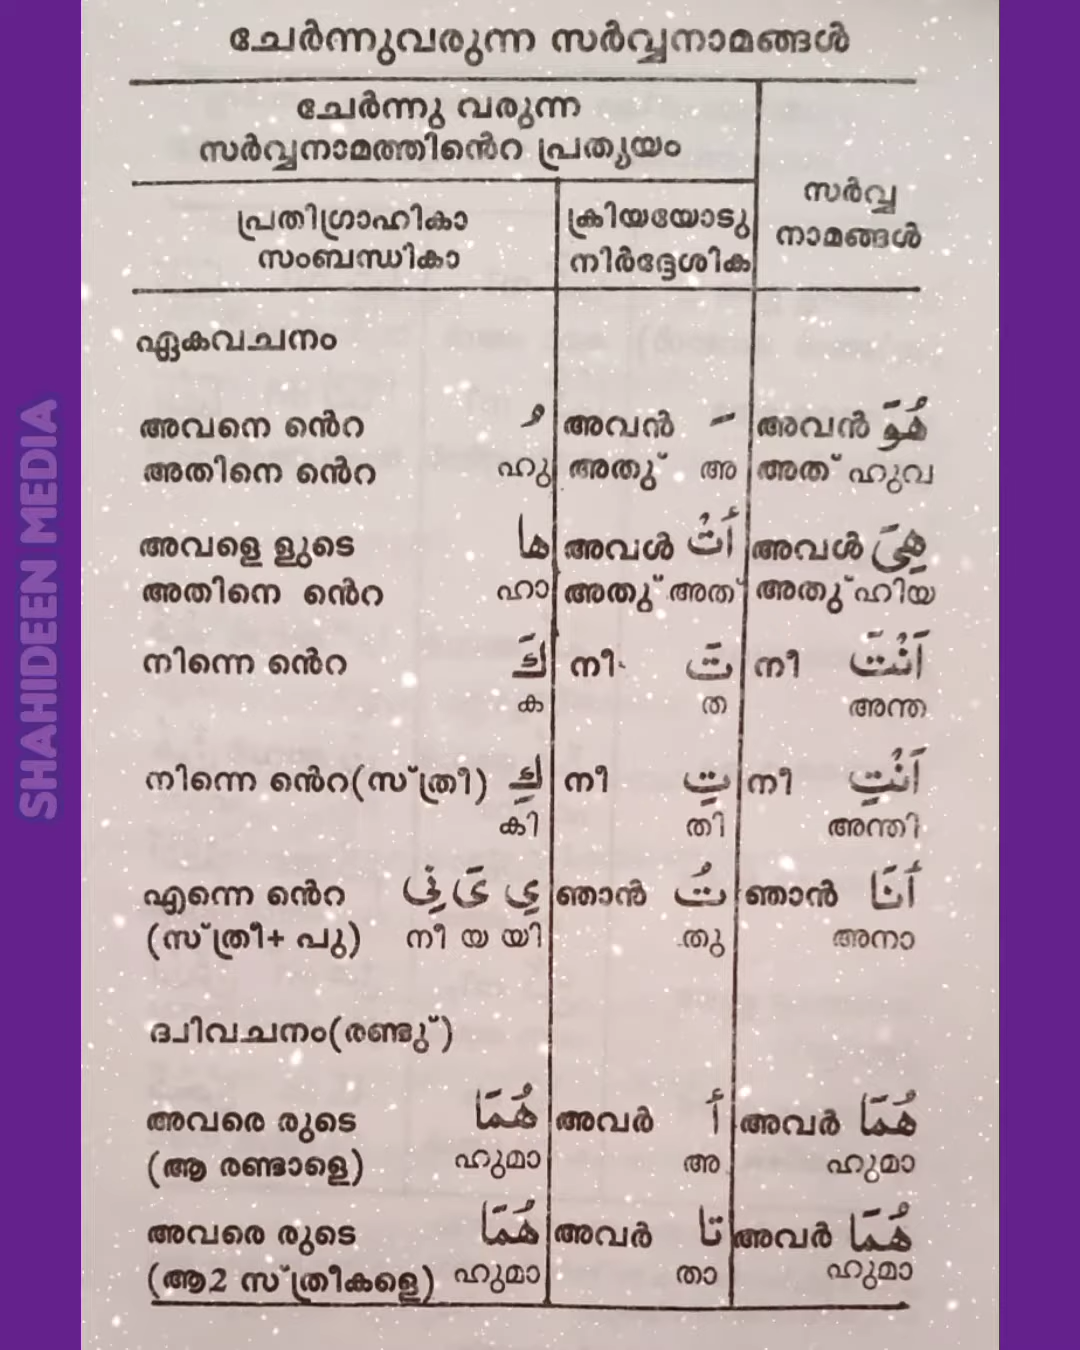 ചേർന്നുവരുന്ന സർവ്വനാമങ്ങൾ
ചേർന്നു വരുന്ന
സർവ്വനാമത്തിൻെറ പ്രത്യയം
സർവ്വ
നാമങ്ങൾ
പ്രതിഗ്രാഹികാ ക്രിയയോടു
സംബന്ധികാ നിർദ്ദേശിക
ഏകവചനം
അവനെ ൻെറ ـُ അവൻ ـَ അവൻ هُوَ
അതിനെ ൻെറ ഹു അതു് അ അത് ഹുവ
അവളെ ളുടെ ها അവൾ أَتْ അവൾ هِيَ
അതിനെ ൻെറ ഹാ അതു് അത് അതു് ഹിയ
നിന്നെ ൻെറ كَ നീ تَ നീ اَنْتَ
ക ത അന്ത
നിന്നെ ൻെറ(സ്ത്രീ) كِ നീ تِ നീ اَنْتِ
കി തി അന്തി
എന്നെ ൻെറ نِي يَ ي ഞാൻ تُ ഞാൻ أَنَا
(സ്ത്രീ+ പു) നീ യ യി തു അനാ
ദ്വിവചനം(രണ്ടു്)
അവരെ രുടെ هُمَا അവർ أ അവർ هُمَا
(ആ രണ്ടാളെ) ഹുമാ അ ഹുമാ
അവരെ രുടെ هُمَا അവർ تا അവർ هُمَا
(ആ2 സ്ത്രീകളെ) ഹുമാ താ ഹുമാ
SHAHIDEEN MEDIA